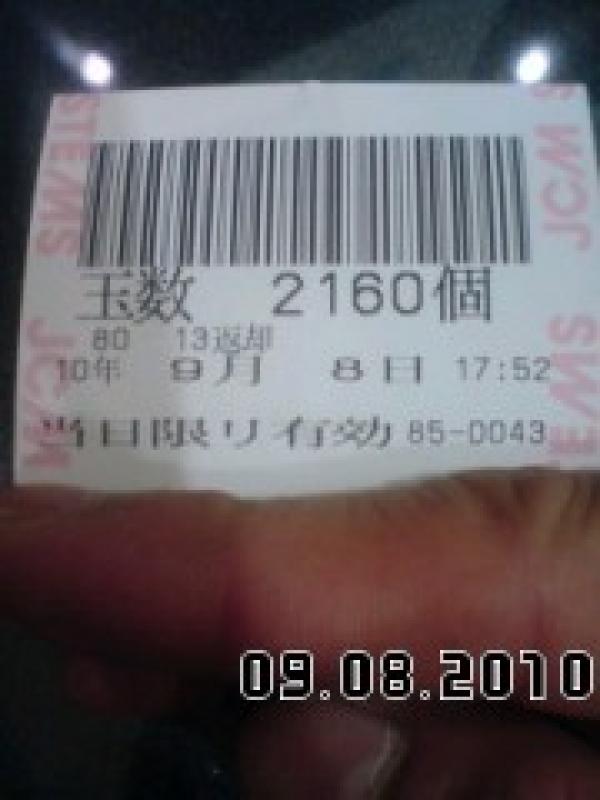 玉数 2160個
80 13返却
10年 9月 8日 17:52
当日限り有効 85-0043
09.08.2010